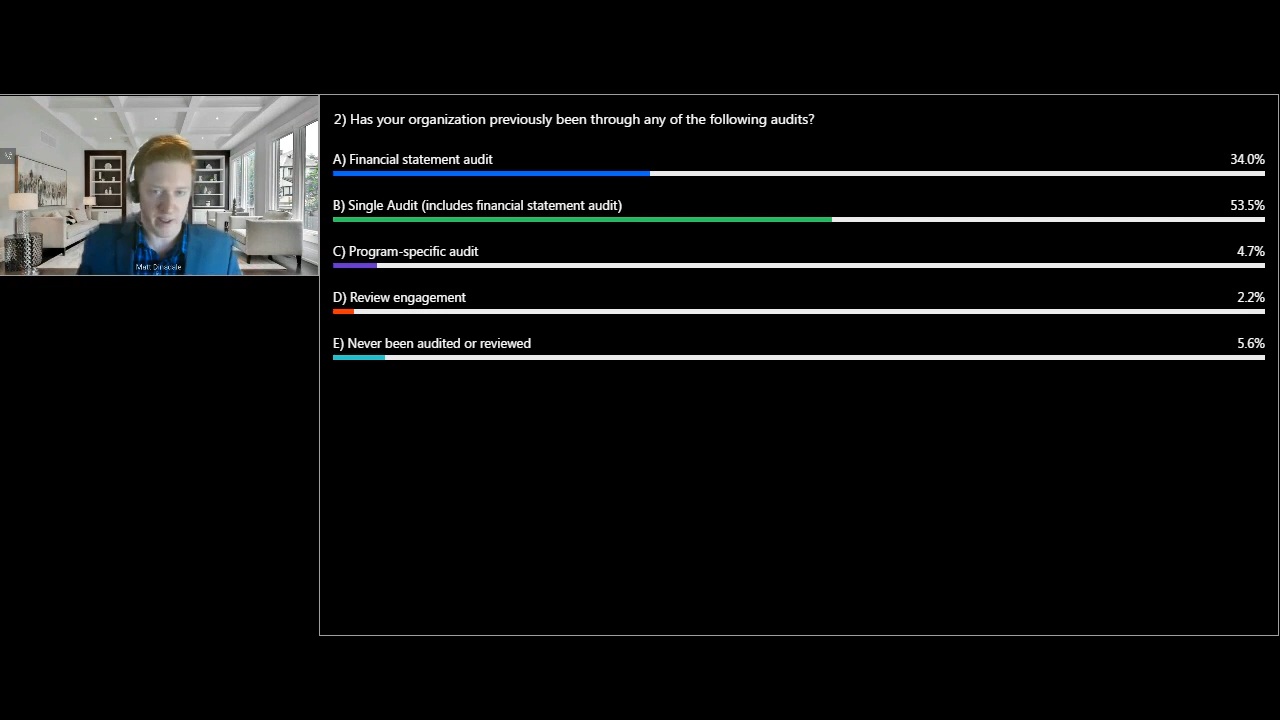 2) Has your organization previously been through any of the following audits?
A) Financial statement audit 34.0%
B) Single Audit (includes financial statement audit) 53.5%
C) Program-specific audit 4.7%
D) Review engagement 2.2%
E) Never been audited or reviewed 5.6%
Matt Dinsdale